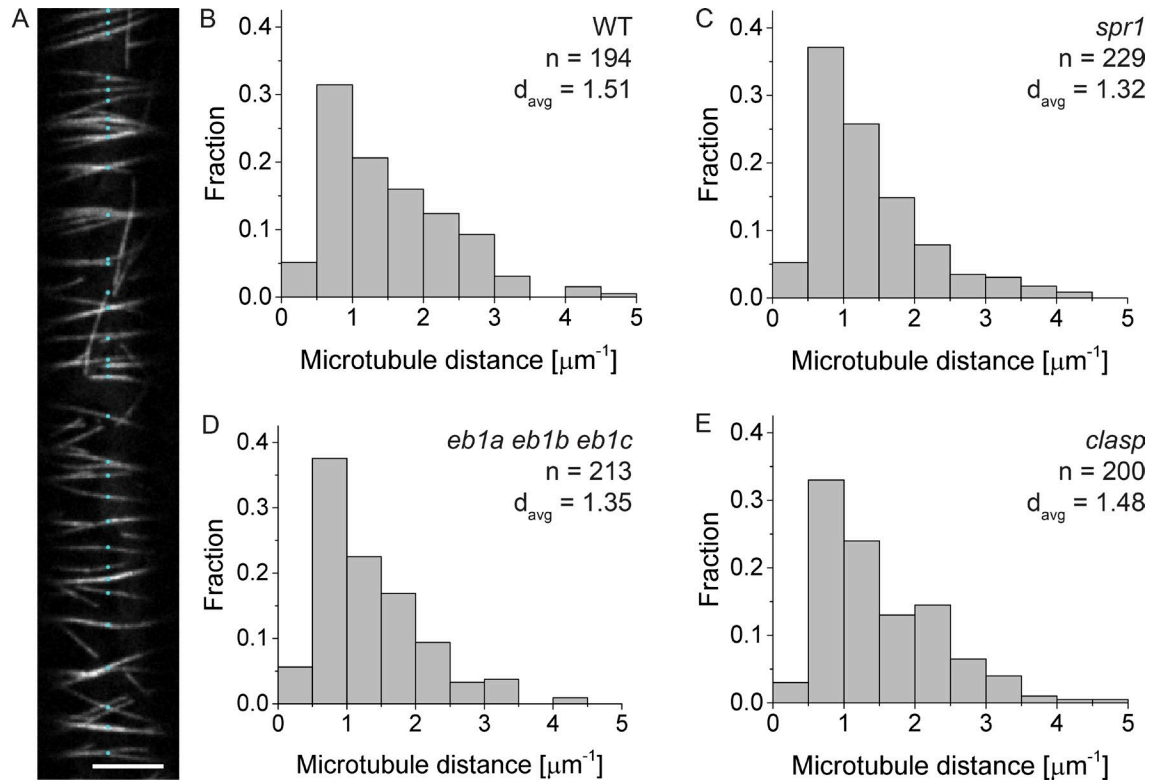 A
B
WT
n = 194
d_avg = 1.51
0.4
0.3
0.2
0.1
0.0
Fraction
0 1 2 3 4 5
Microtubule distance [μm⁻¹]
C
spr1
n = 229
d_avg = 1.32
0.4
0.3
0.2
0.1
0.0
Fraction
0 1 2 3 4 5
Microtubule distance [μm⁻¹]
D
eb1a eb1b eb1c
n = 213
d_avg = 1.35
0.4
0.3
0.2
0.1
0.0
Fraction
0 1 2 3 4 5
Microtubule distance [μm⁻¹]
E
clasp
n = 200
d_avg = 1.48
0.4
0.3
0.2
0.1
0.0
Fraction
0 1 2 3 4 5
Microtubule distance [μm⁻¹]